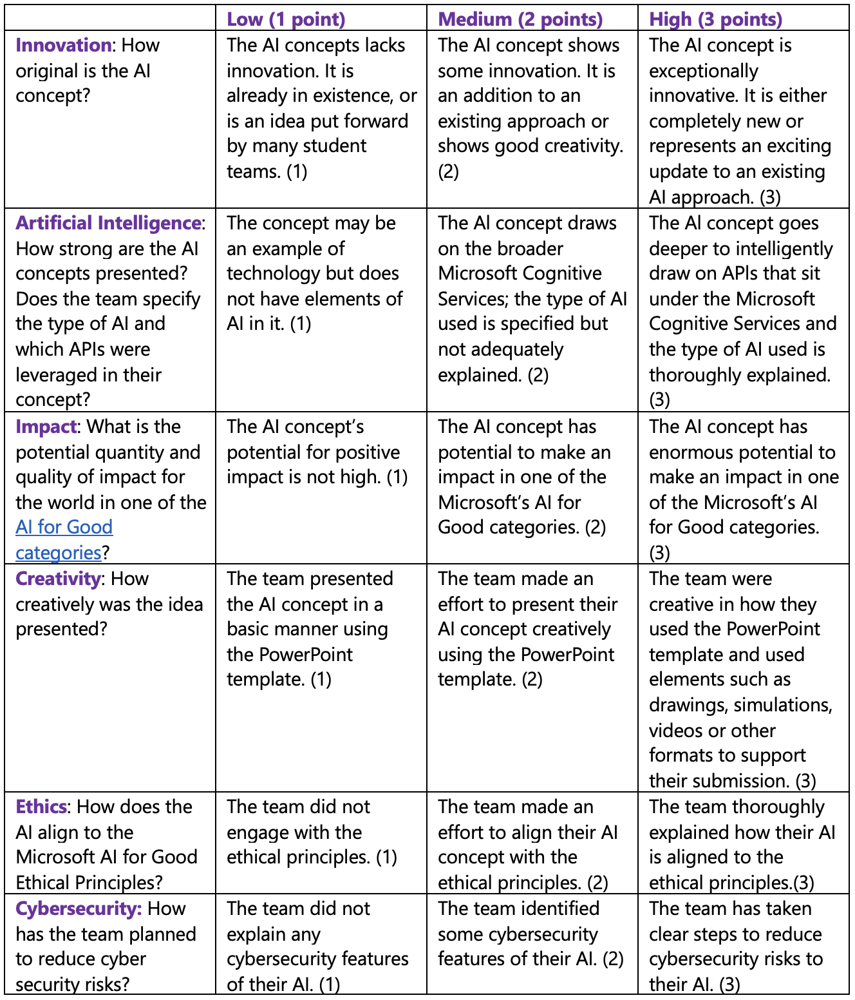 Low (1 point)
Medium (2 points)
High (3 points)
Innovation: How
original is the AI
concept?
The AI concepts lacks
innovation. It is
already in existence, or
is an idea put forward
by many student
teams. (1)
The AI concept shows
some innovation. It is
an addition to an
existing approach or
shows good creativity.
(2)
The AI concept is
exceptionally
innovative. It is either
completely new or
represents an exciting
update to an existing
AI approach. (3)
Artificial Intelligence:
How strong are the AI
concepts presented?
Does the team specify
the type of AI and
which APIs were
leveraged in their
concept?
The concept may be
an example of
technology but does
not have elements of
AI in it. (1)
The AI concept draws
on the broader
Microsoft Cognitive
Services; the type of AI
used is specified but
not adequately
explained. (2)
The AI concept goes
deeper to intelligently
draw on APIs that sit
under the Microsoft
Cognitive Services and
the type of AI used is
thoroughly explained.
(3)
Impact: What is the
potential quantity and
quality of impact for
the world in one of the
AI for Good
categories?
The AI concept’s
potential for positive
impact is not high. (1)
The AI concept has
potential to make an
impact in one of the
Microsoft’s AI for
Good categories. (2)
The AI concept has
enormous potential to
make an impact in one
of the Microsoft’s AI
for Good categories.
(3)
Creativity: How
creatively was the idea
presented?
The team presented
the AI concept in a
basic manner using
the PowerPoint
template. (1)
The team made an
effort to present their
AI concept creatively
using the PowerPoint
template. (2)
The team were
creative in how they
used the PowerPoint
template and used
elements such as
drawings, simulations,
videos or other
formats to support
their submission. (3)
Ethics: How does the
AI align to the
Microsoft AI for Good
Ethical Principles?
The team did not
engage with the
ethical principles. (1)
The team made an
effort to align their AI
concept with the
ethical principles. (2)
The team thoroughly
explained how their AI
is aligned to the
ethical principles.(3)
Cybersecurity: How
has the team planned
to reduce cyber
security risks?
The team did not
explain any
cybersecurity features
of their AI. (1)
The team identified
some cybersecurity
features of their AI. (2)
The team has taken
clear steps to reduce
cybersecurity risks to
their AI. (3)